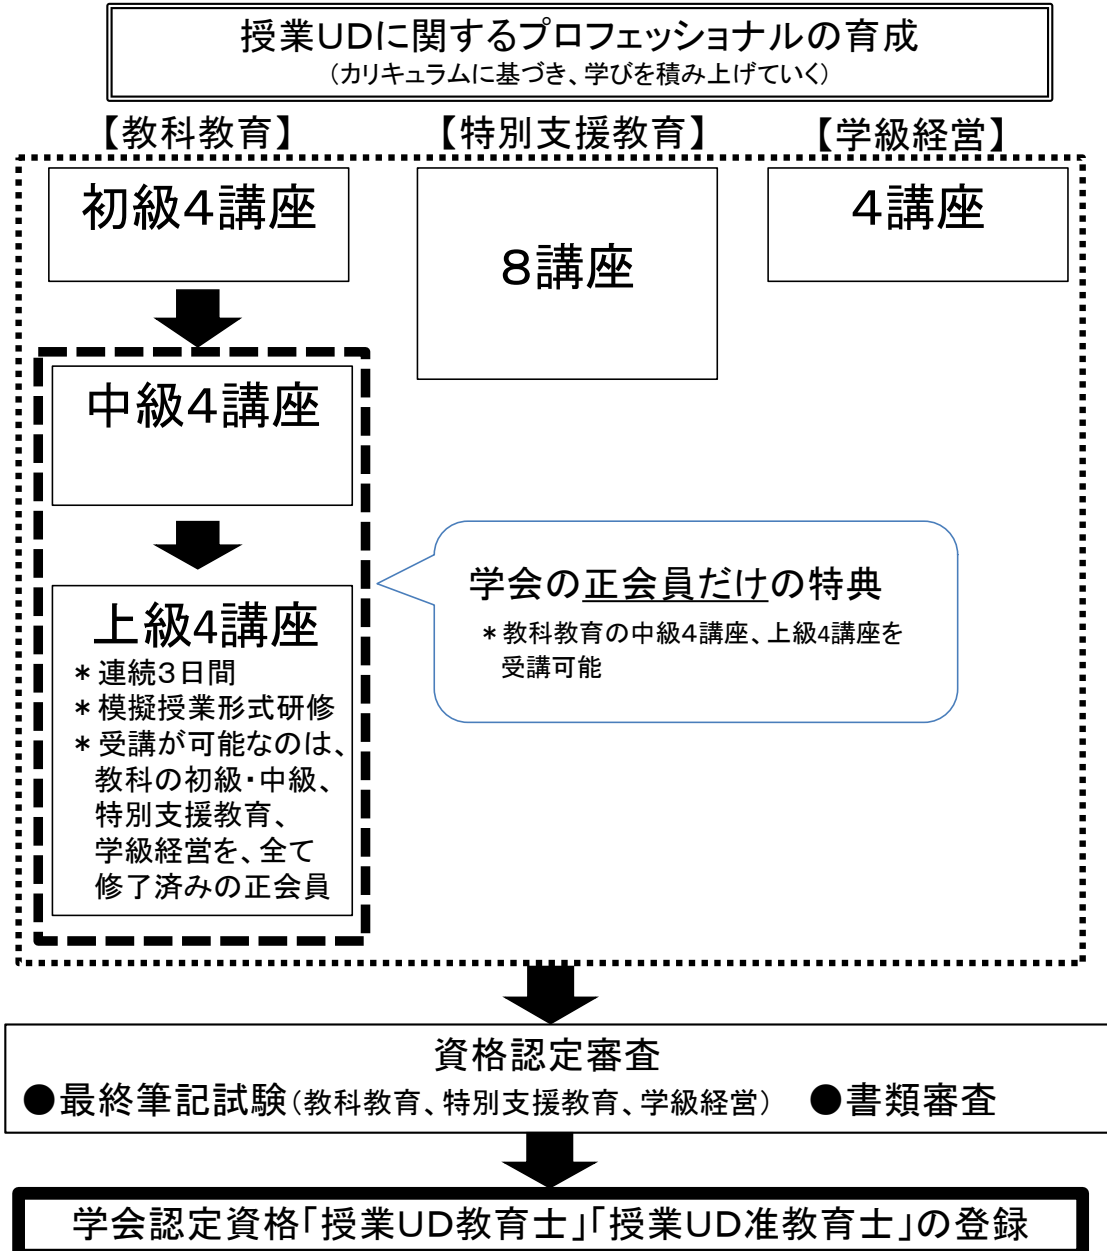 授業UDに関するプロフェッショナルの育成
(カリキュラムに基づき、学びを積み上げていく)
【教科教育】 【特別支援教育】 【学級経営】
初級4講座
8講座
4講座
中級4講座
上級4講座
*連続3日間
*模擬授業形式研修
*受講が可能なのは、
教科の初級・中級、
特別支援教育、
学級経営を、全て
修了済みの正会員
学会の正会員だけの特典
*教科教育の中級4講座、上級4講座を
受講可能
資格認定審査
●最終筆記試験(教科教育、特別支援教育、学級経営) ●書類審査
学会認定資格「授業UD教育士」「授業UD准教育士」の登録